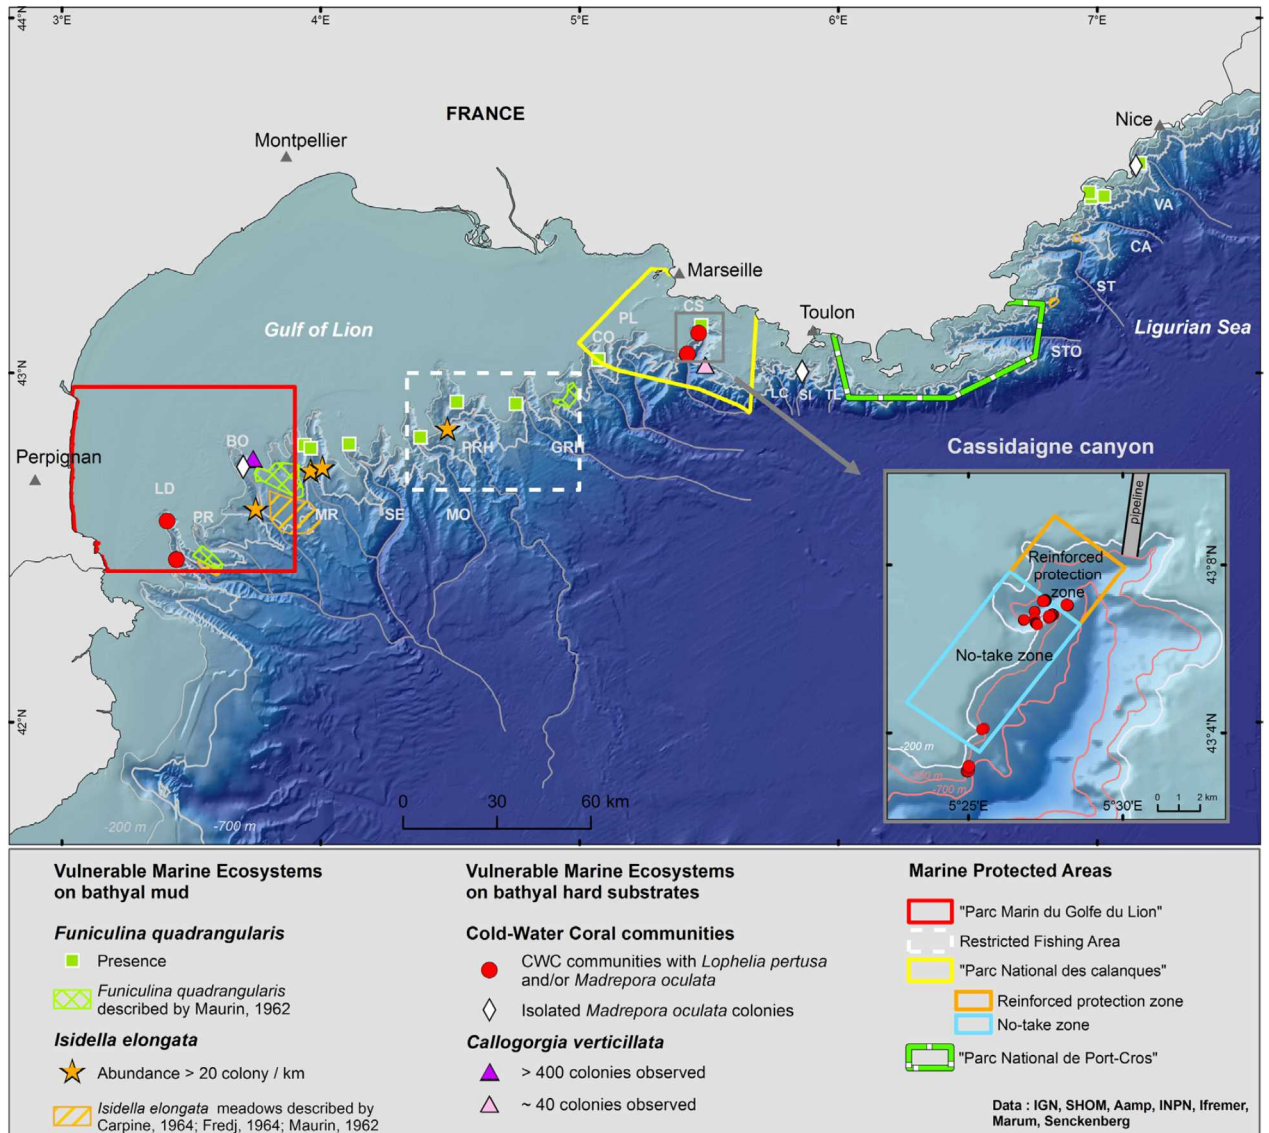 3°E 4°E 5°E 6°E 7°E
44°N
FRANCE
Nice
Montpellier
VA
CA
Marseille
ST
CS
Toulon
PL
Gulf of Lion
Ligurian Sea
CO
STO
43°N
LC SI TL
BO
PRH GRH
Cassidaigne canyon
Perpignan
LD
PR MR SE MO
pipeline
Reinforced
protection
zone
43°8'N
No-take zone
42°N
43°4'N
-200 m
-700 m
5°25'E 5°30'E
0 1 2 km
0 30 60 km
-200 m -700 m
Vulnerable Marine Ecosystems
on bathyal mud
Funiculina quadrangularis
Presence
Funiculina quadrangularis
described by Maurin, 1962
Isidella elongata
Abundance > 20 colony / km
Isidella elongata meadows described by
Carpine, 1964; Fredj, 1964; Maurin, 1962
Vulnerable Marine Ecosystems
on bathyal hard substrates
Cold-Water Coral communities
CWC communities with Lophelia pertusa
and/or Madrepora oculata
Isolated Madrepora oculata colonies
Callogorgia verticillata
> 400 colonies observed
~ 40 colonies observed
Marine Protected Areas
"Parc Marin du Golfe du Lion"
Restricted Fishing Area
"Parc National des calanques"
Reinforced protection zone
No-take zone
"Parc National de Port-Cros"
Data : IGN, SHOM, Aamp, INPN, Ifremer,
Marum, Senckenberg